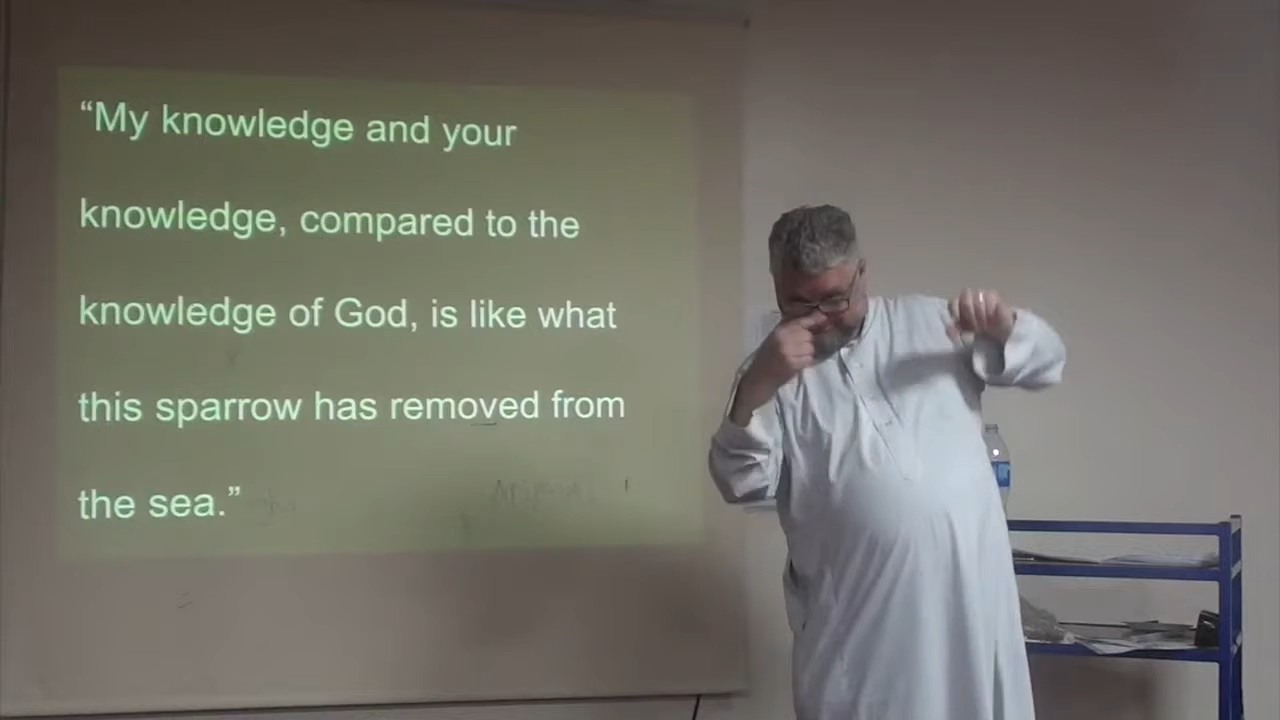 “My knowledge and your
knowledge, compared to the
knowledge of God, is like what
this sparrow has removed from
the sea.”